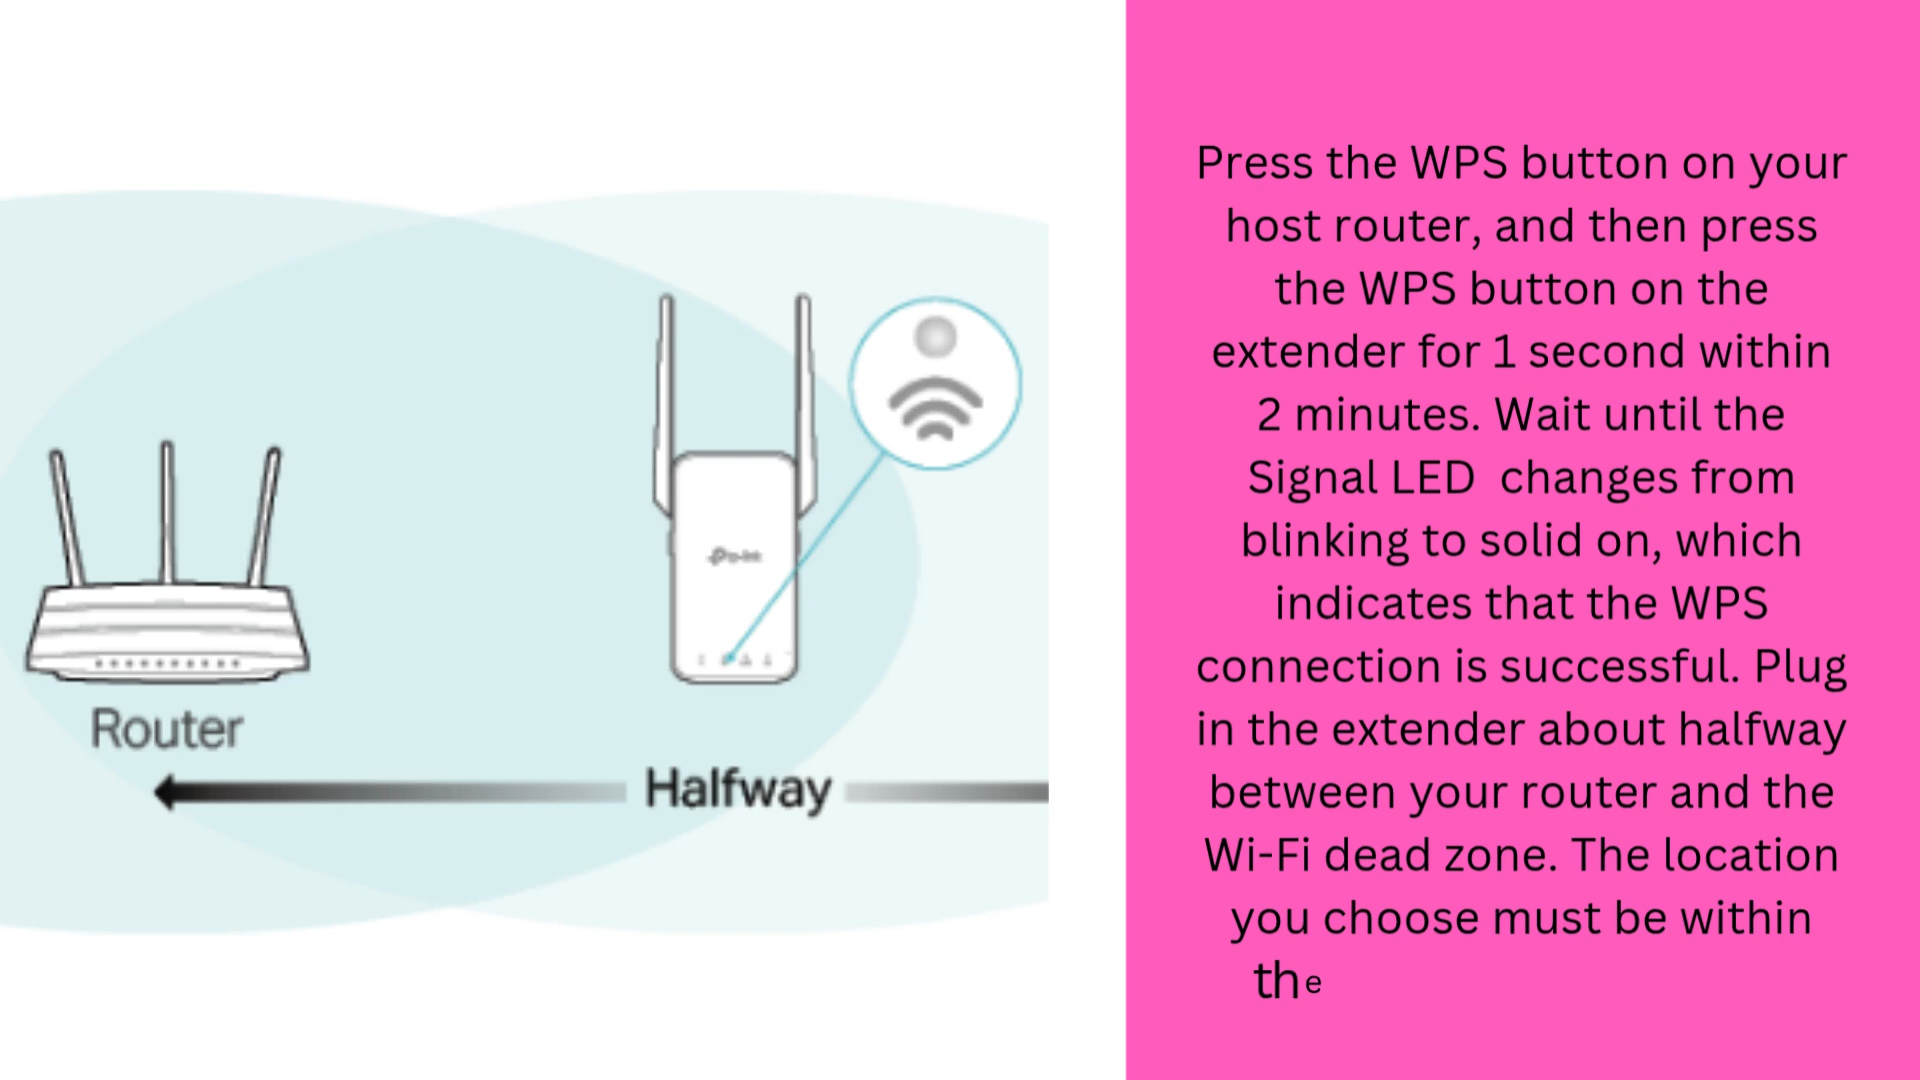 Press the WPS button on your
host router, and then press
the WPS button on the
extender for 1 second within
2 minutes. Wait until the
Signal LED  changes from
blinking to solid on, which
indicates that the WPS
connection is successful. Plug
in the extender about halfway
between your router and the
Wi-Fi dead zone. The location
you choose must be within
the
tp-link
Router
Halfway